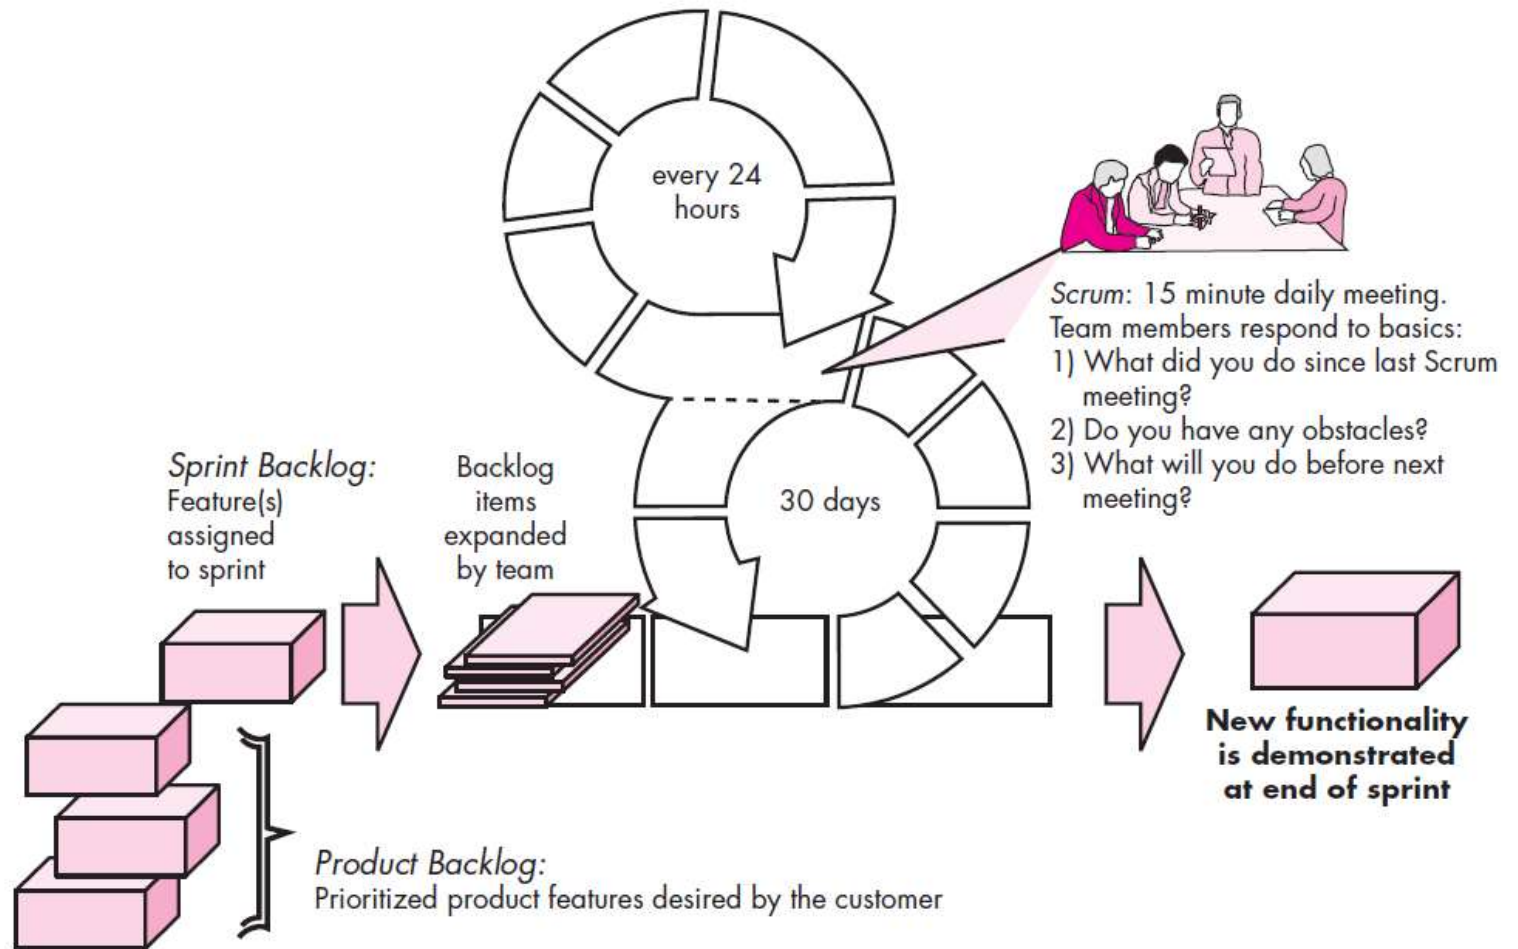 every 24
hours
Scrum: 15 minute daily meeting.
Team members respond to basics:
1) What did you do since last Scrum
meeting?
2) Do you have any obstacles?
3) What will you do before next
meeting?
Sprint Backlog:
Feature(s)
assigned
to sprint
Backlog
items
expanded
by team
30 days
New functionality
is demonstrated
at end of sprint
Product Backlog:
Prioritized product features desired by the customer